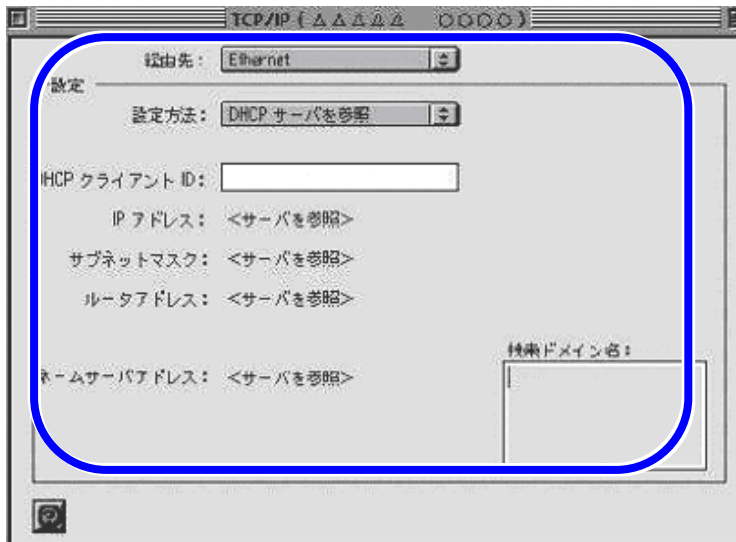 TCP/IP (△△△△△ ○○○○)
経由先： Ethernet
設定
設定方法： DHCP サーバを参照
DHCP クライアント ID：
IP アドレス： <サーバを参照>
サブネットマスク： <サーバを参照>
ルータアドレス： <サーバを参照>
検索ドメイン名：
ネームサーバアドレス： <サーバを参照>